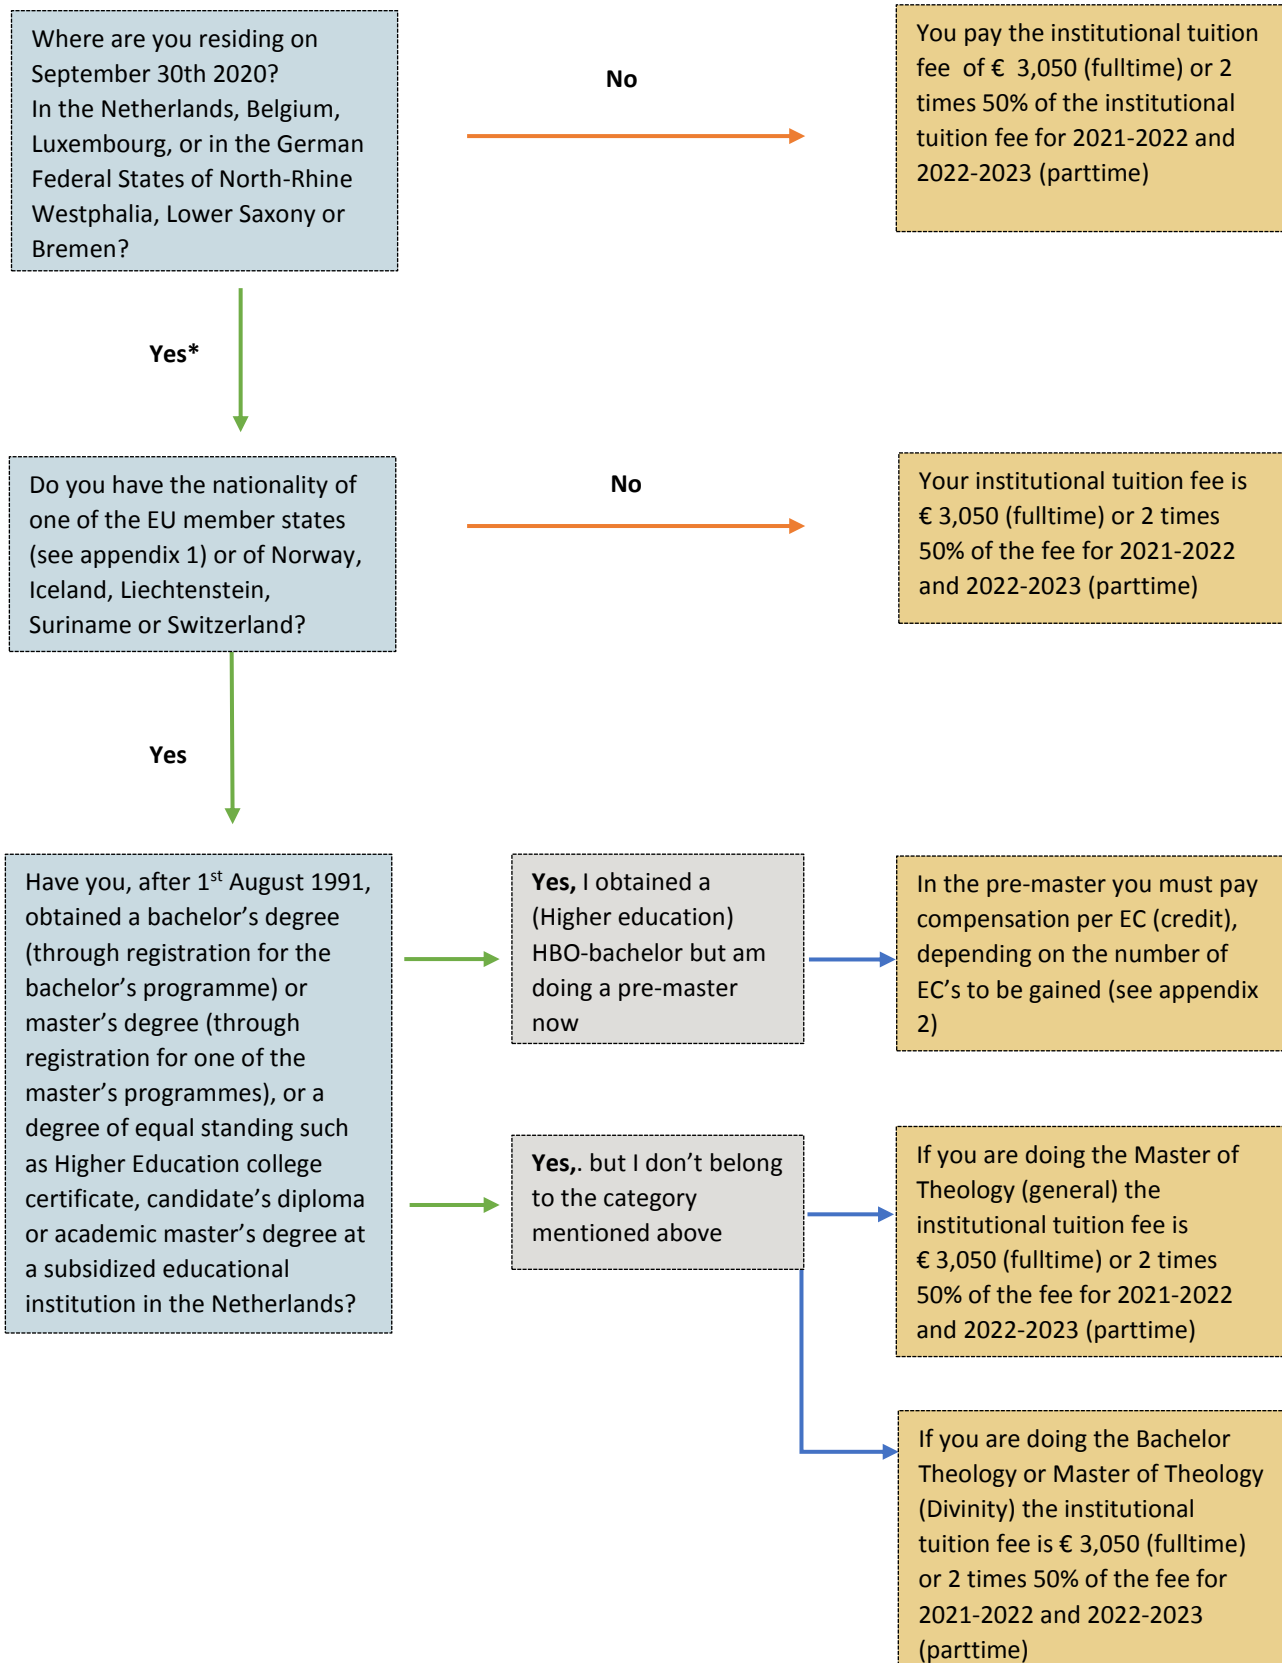 Where are you residing on
September 30th 2020?
In the Netherlands, Belgium,
Luxembourg, or in the German
Federal States of North-Rhine
Westphalia, Lower Saxony or
Bremen?
No
You pay the institutional tuition
fee of € 3,050 (fulltime) or 2
times 50% of the institutional
tuition fee for 2021-2022 and
2022-2023 (parttime)
Yes*
Do you have the nationality of
one of the EU member states
(see appendix 1) or of Norway,
Iceland, Liechtenstein,
Suriname or Switzerland?
No
Your institutional tuition fee is
€ 3,050 (fulltime) or 2 times
50% of the fee for 2021-2022
and 2022-2023 (parttime)
Yes
Have you, after 1st August 1991,
obtained a bachelor’s degree
(through registration for the
bachelor’s programme) or
master’s degree (through
registration for one of the
master’s programmes), or a
degree of equal standing such
as Higher Education college
certificate, candidate’s diploma
or academic master’s degree at
a subsidized educational
institution in the Netherlands?
Yes, I obtained a
(Higher education)
HBO-bachelor but am
doing a pre-master
now
In the pre-master you must pay
compensation per EC (credit),
depending on the number of
EC’s to be gained (see appendix
2)
Yes,. but I don’t belong
to the category
mentioned above
If you are doing the Master of
Theology (general) the
institutional tuition fee is
€ 3,050 (fulltime) or 2 times
50% of the fee for 2021-2022
and 2022-2023 (parttime)
If you are doing the Bachelor
Theology or Master of Theology
(Divinity) the institutional
tuition fee is € 3,050 (fulltime)
or 2 times 50% of the fee for
2021-2022 and 2022-2023
(parttime)